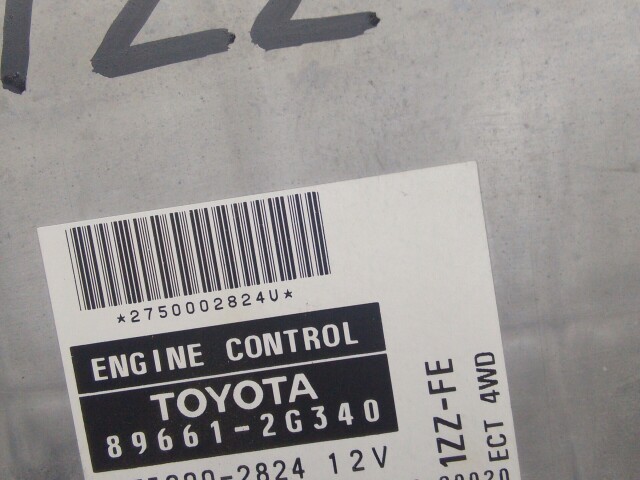 1ZZ
*2750002824U*
ENGINE CONTROL
TOYOTA
89661-2G340
-2824 12V
1ZZ-FE
ECT 4WD